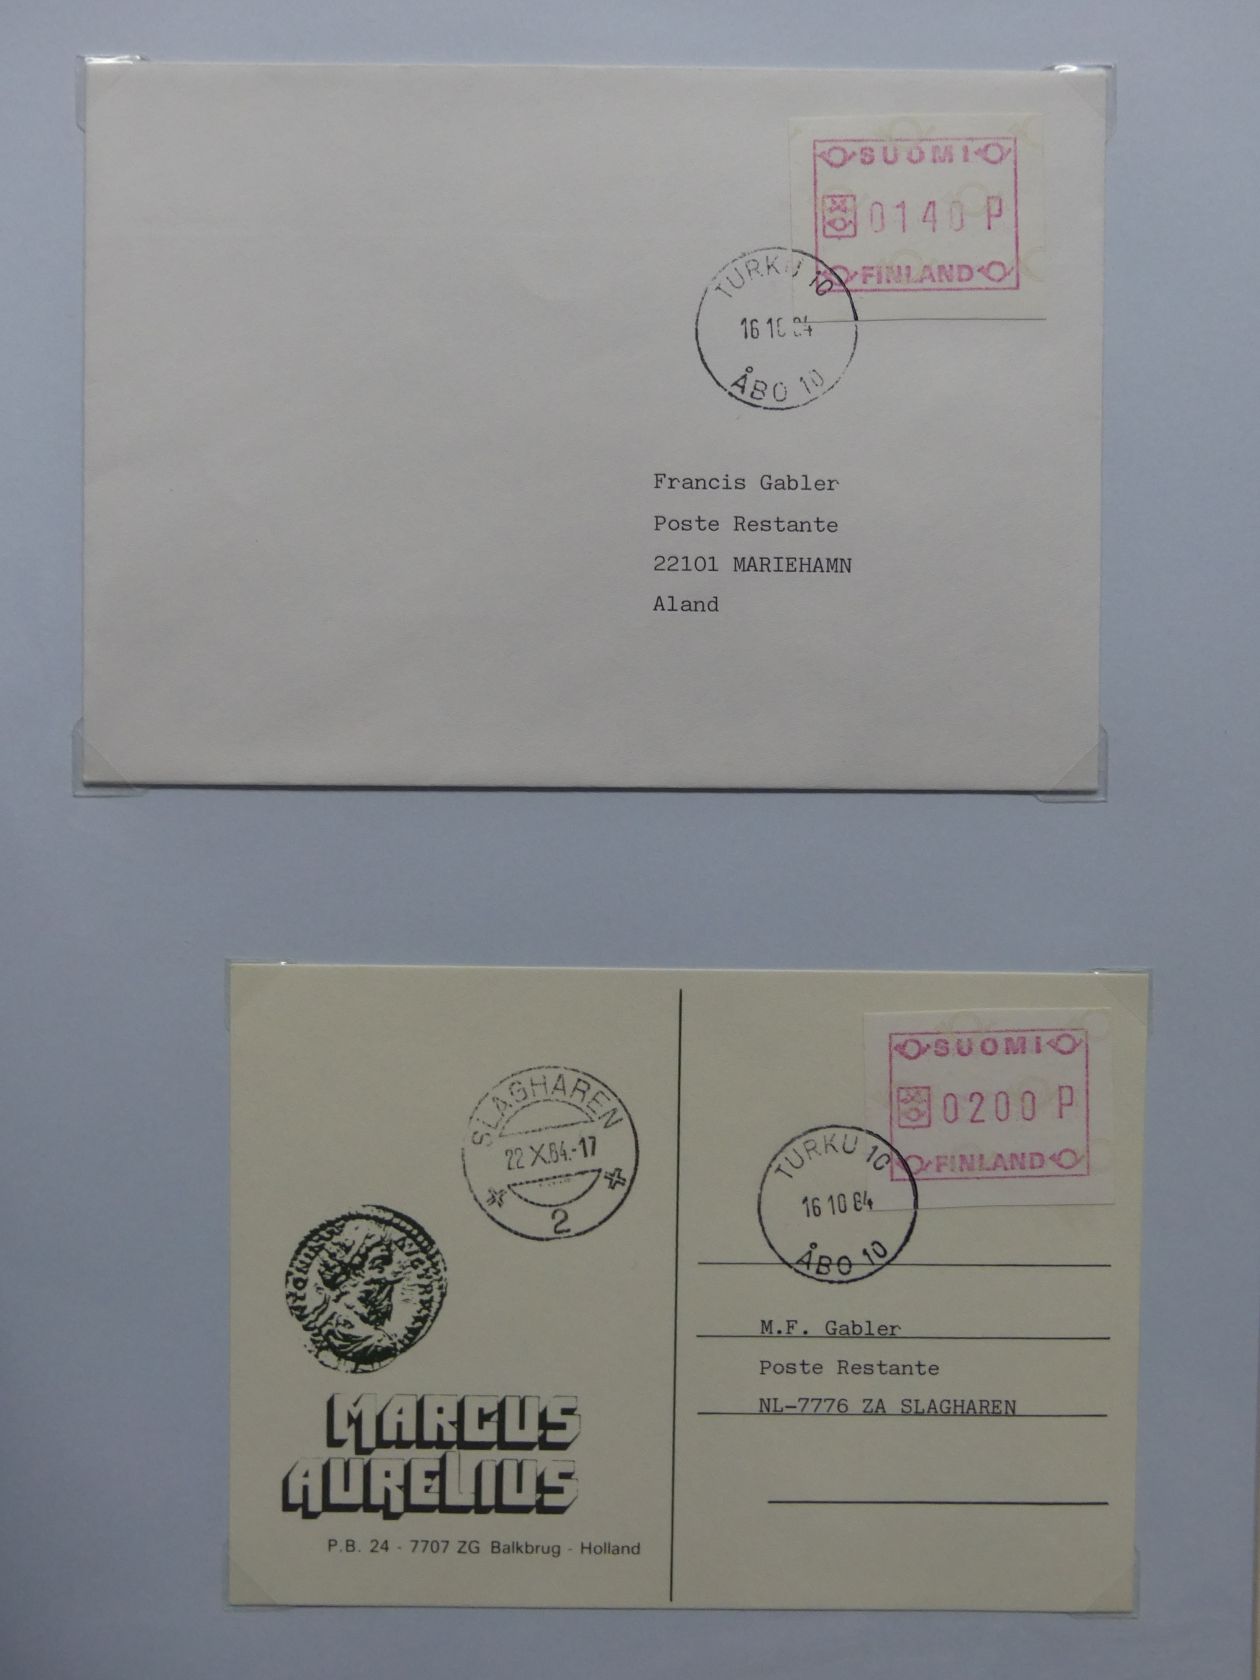 SUOMI
0140 P
FINLAND
TURKU 10
16 10 84
ÅBO 10
Francis Gabler
Poste Restante
22101 MARIEHAMN
Aland
SUOMI
0200 P
FINLAND
SLAGHAREN
22 X.84.-17
2
TURKU 10
16 10 84
ÅBO 10
M.F. Gabler
Poste Restante
NL-7776 ZA SLAGHAREN
MARCUS
AURELIUS
P.B. 24 - 7707 ZG Balkbrug - Holland